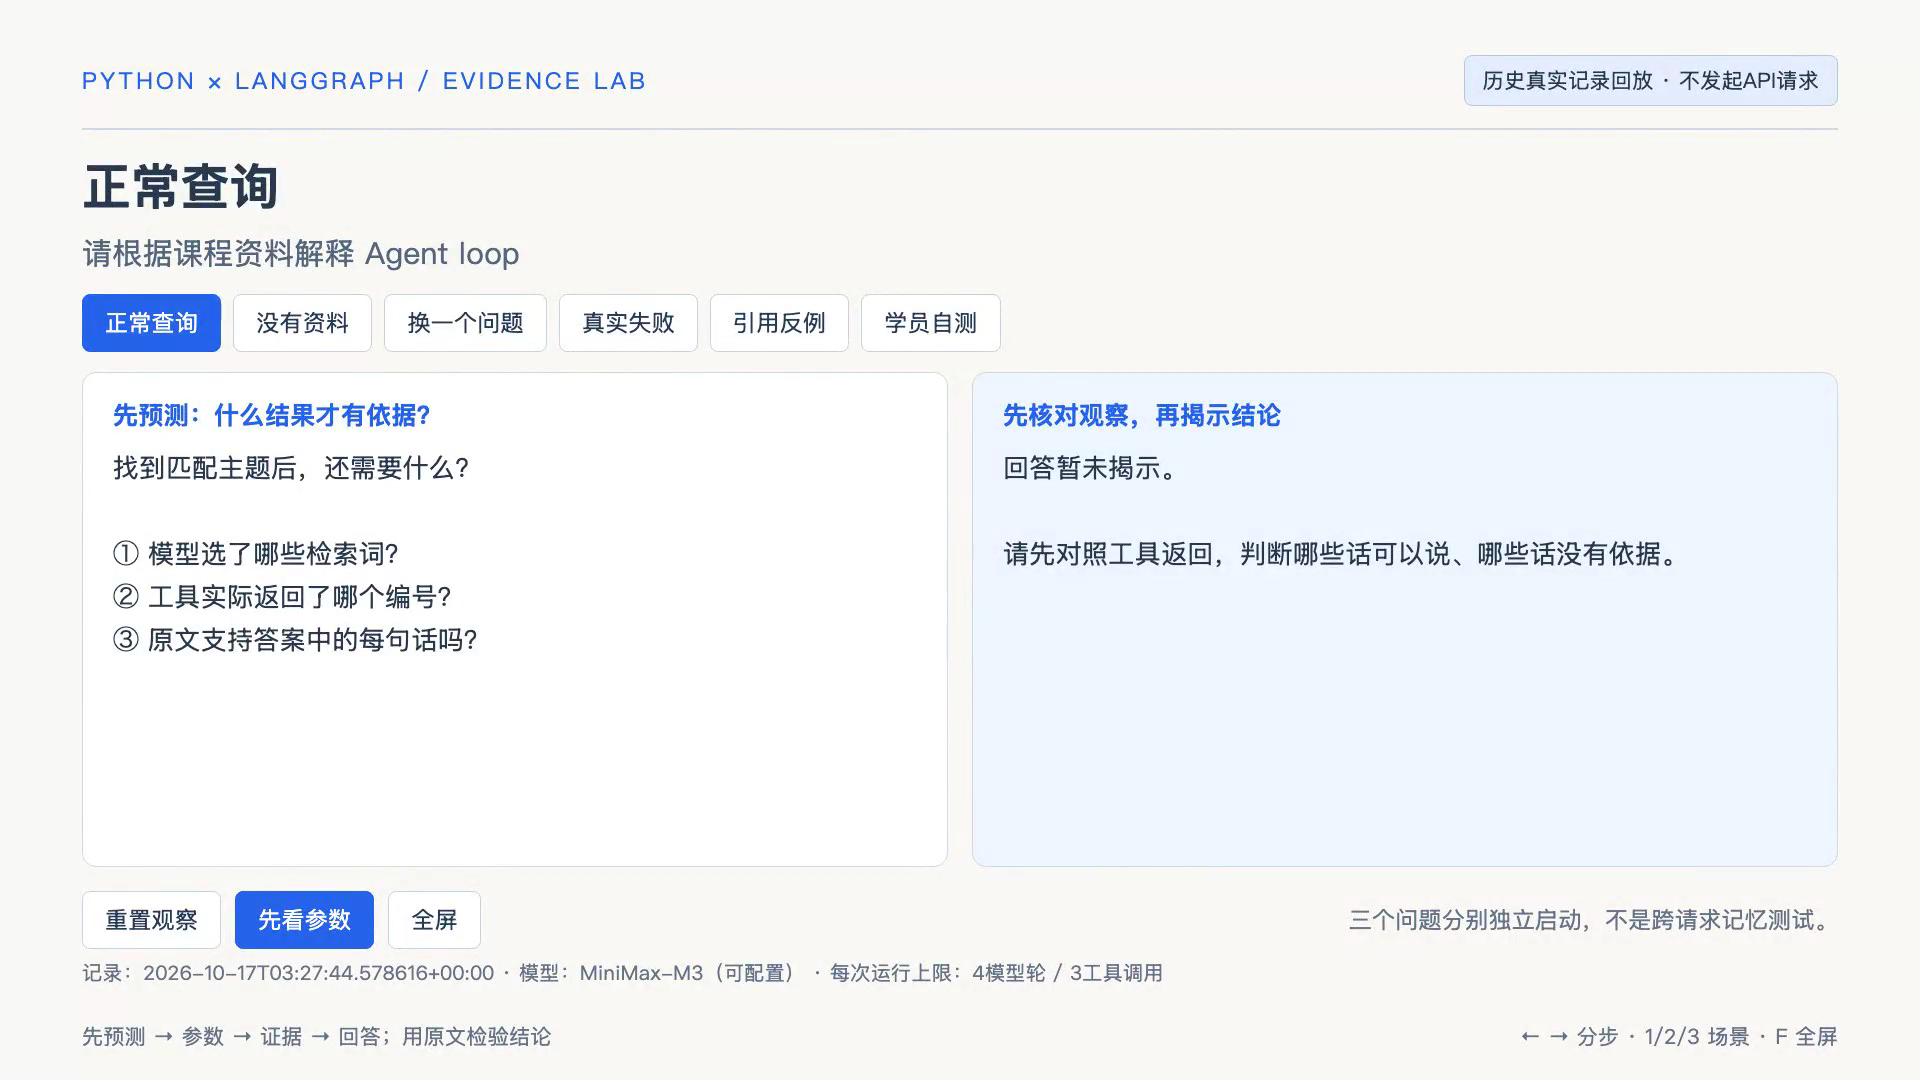 PYTHON × LANGGRAPH / EVIDENCE LAB
历史真实记录回放 · 不发起API请求
正常查询
请根据课程资料解释 Agent loop
正常查询
没有资料
换一个问题
真实失败
引用反例
学员自测
先预测：什么结果才有依据？
找到匹配主题后，还需要什么？
① 模型选了哪些检索词？
② 工具实际返回了哪个编号？
③ 原文支持答案中的每句话吗？
先核对观察，再揭示结论
回答暂未揭示。
请先对照工具返回，判断哪些话可以说、哪些话没有依据。
重置观察
先看参数
全屏
三个问题分别独立启动，不是跨请求记忆测试。
记录：2026-10-17T03:27:44.578616+00:00 · 模型：MiniMax-M3（可配置） · 每次运行上限：4模型轮 / 3工具调用
先预测 → 参数 → 证据 → 回答；用原文检验结论
← → 分步 · 1/2/3 场景 · F 全屏